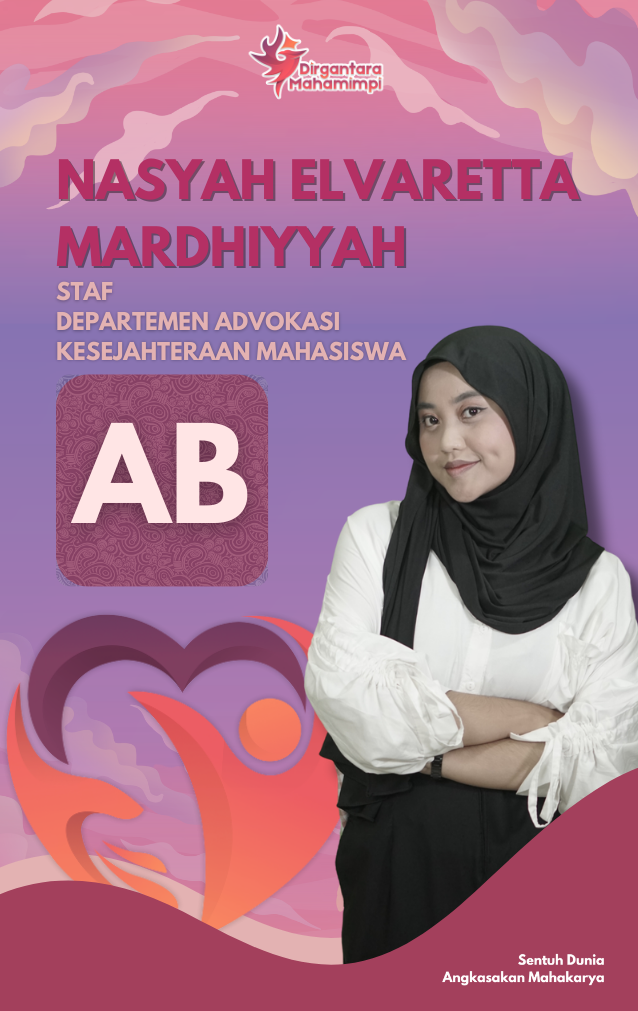 Dirgantara
Mahamimpi
NASYAH ELVARETTA
MARDHIYYAH
STAF
DEPARTEMEN ADVOKASI
KESEJAHTERAAN MAHASISWA
AB
Sentuh Dunia
Angkasakan Mahakarya